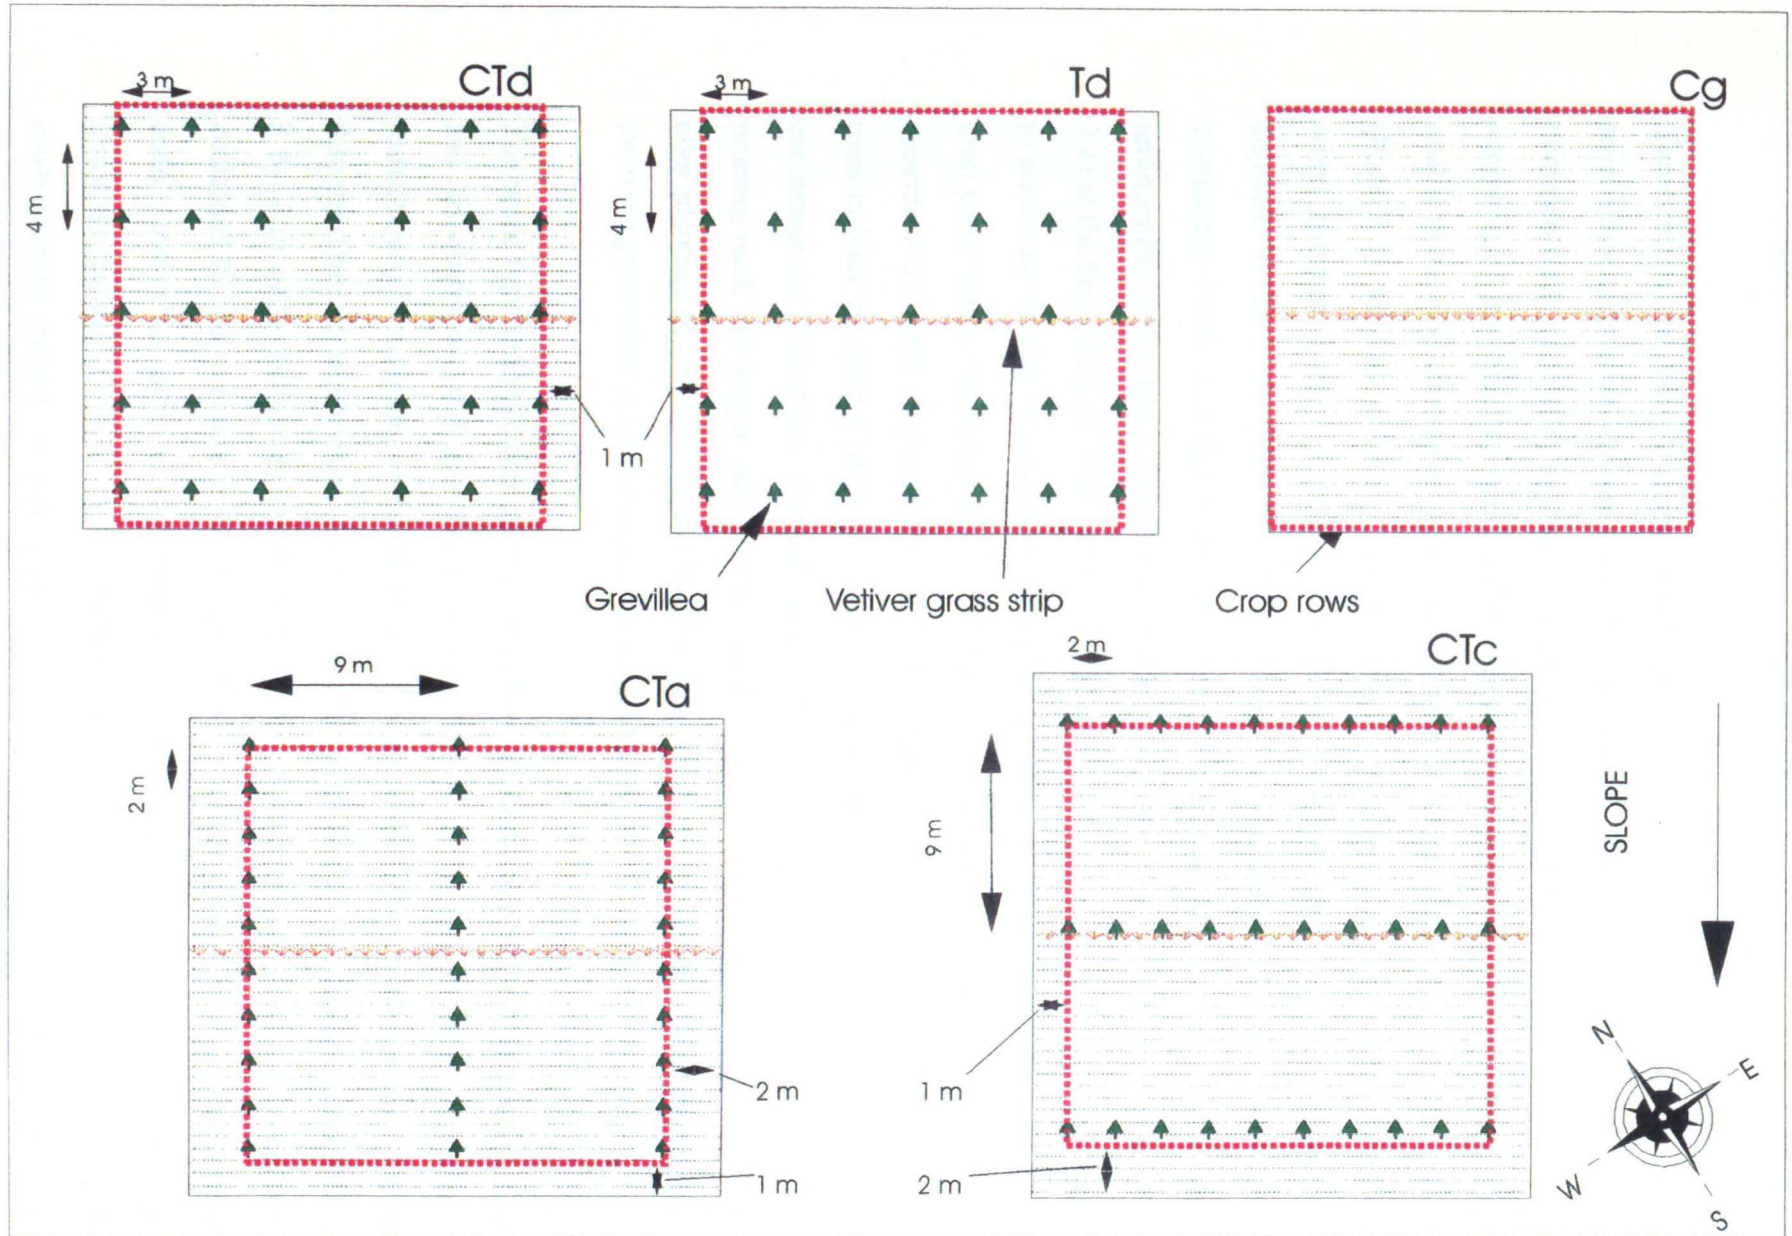 CTd
3 m
4 m
Td
3 m
4 m
Cg
1 m
Grevillea
Vetiver grass strip
Crop rows
CTa
9 m
2 m
2 m
1 m
CTc
2 m
9 m
1 m
2 m
SLOPE
N
E
W
S